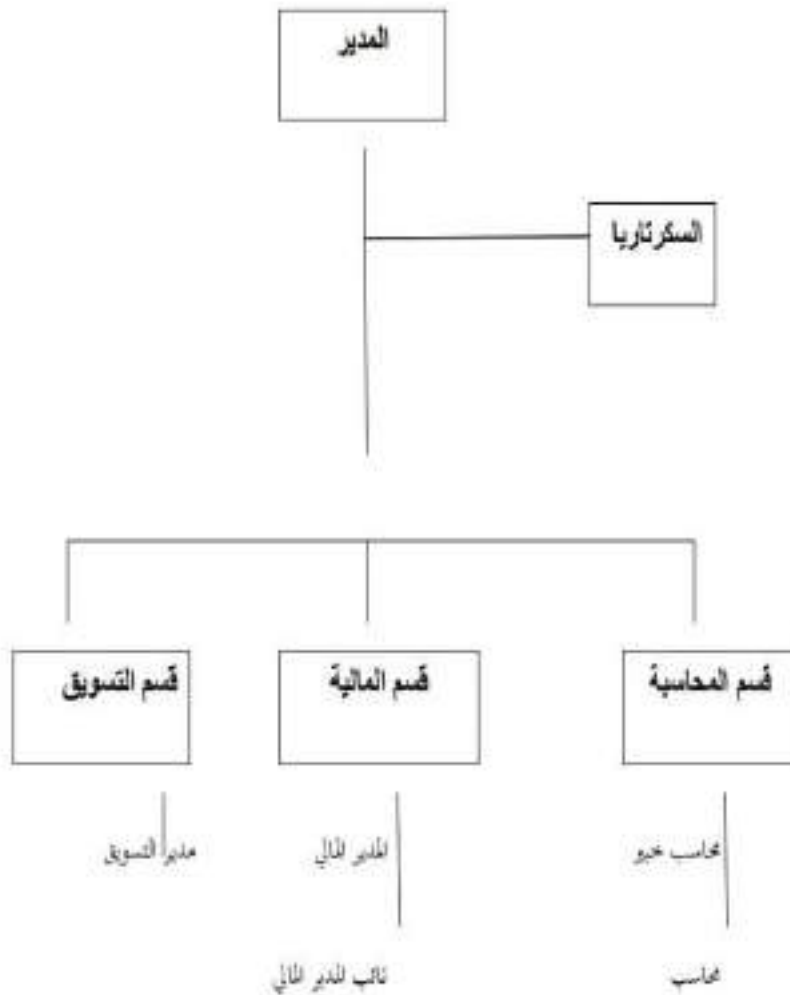 المدير
السكرتاريا
قسم المحاسبة
قسم المالية
قسم التسويق
محاسب خبير
المدير المالي
مدير التسويق
محاسب
نائب المدير المالي